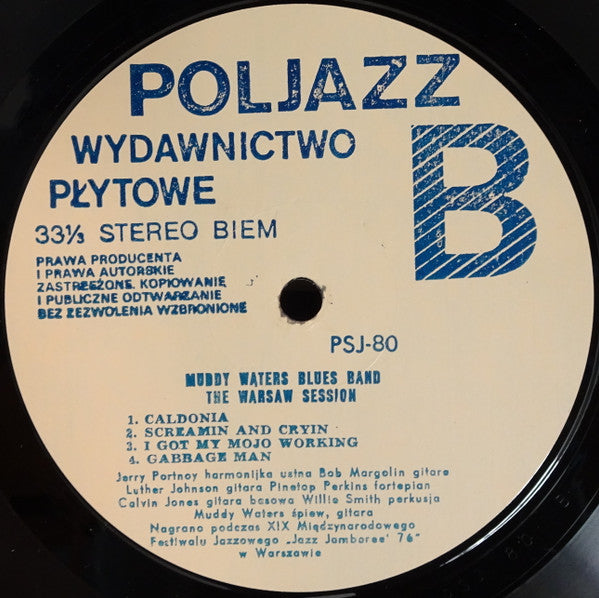 POLJAZZ
WYDAWNICTWO
PŁYTOWE
B
33⅓ STEREO BIEM
PRAWA PRODUCENTA
I PRAWA AUTORSKIE
ZASTRZEŻONE. KOPIOWANIE
I PUBLICZNE ODTWARZANIE
BEZ ZEZWOLENIA WZBRONIONE
PSJ-80
MUDDY WATERS BLUES BAND
THE WARSAW SESSION
1. CALDONIA
2. SCREAMIN AND CRYIN
3. I GOT MY MOJO WORKING
4. GABBAGE MAN
Jerry Portnoy harmonijka ustna Bob Margolin gitara
Luther Johnson gitara Pinetop Perkins fortepian
Calvin Jones gitara basowa Willie Smith perkusja
Muddy Waters śpiew, gitara
Nagrano podczas XIX Międzynarodowego
Festiwalu Jazzowego „Jazz Jamboree' 76"
w Warszawie